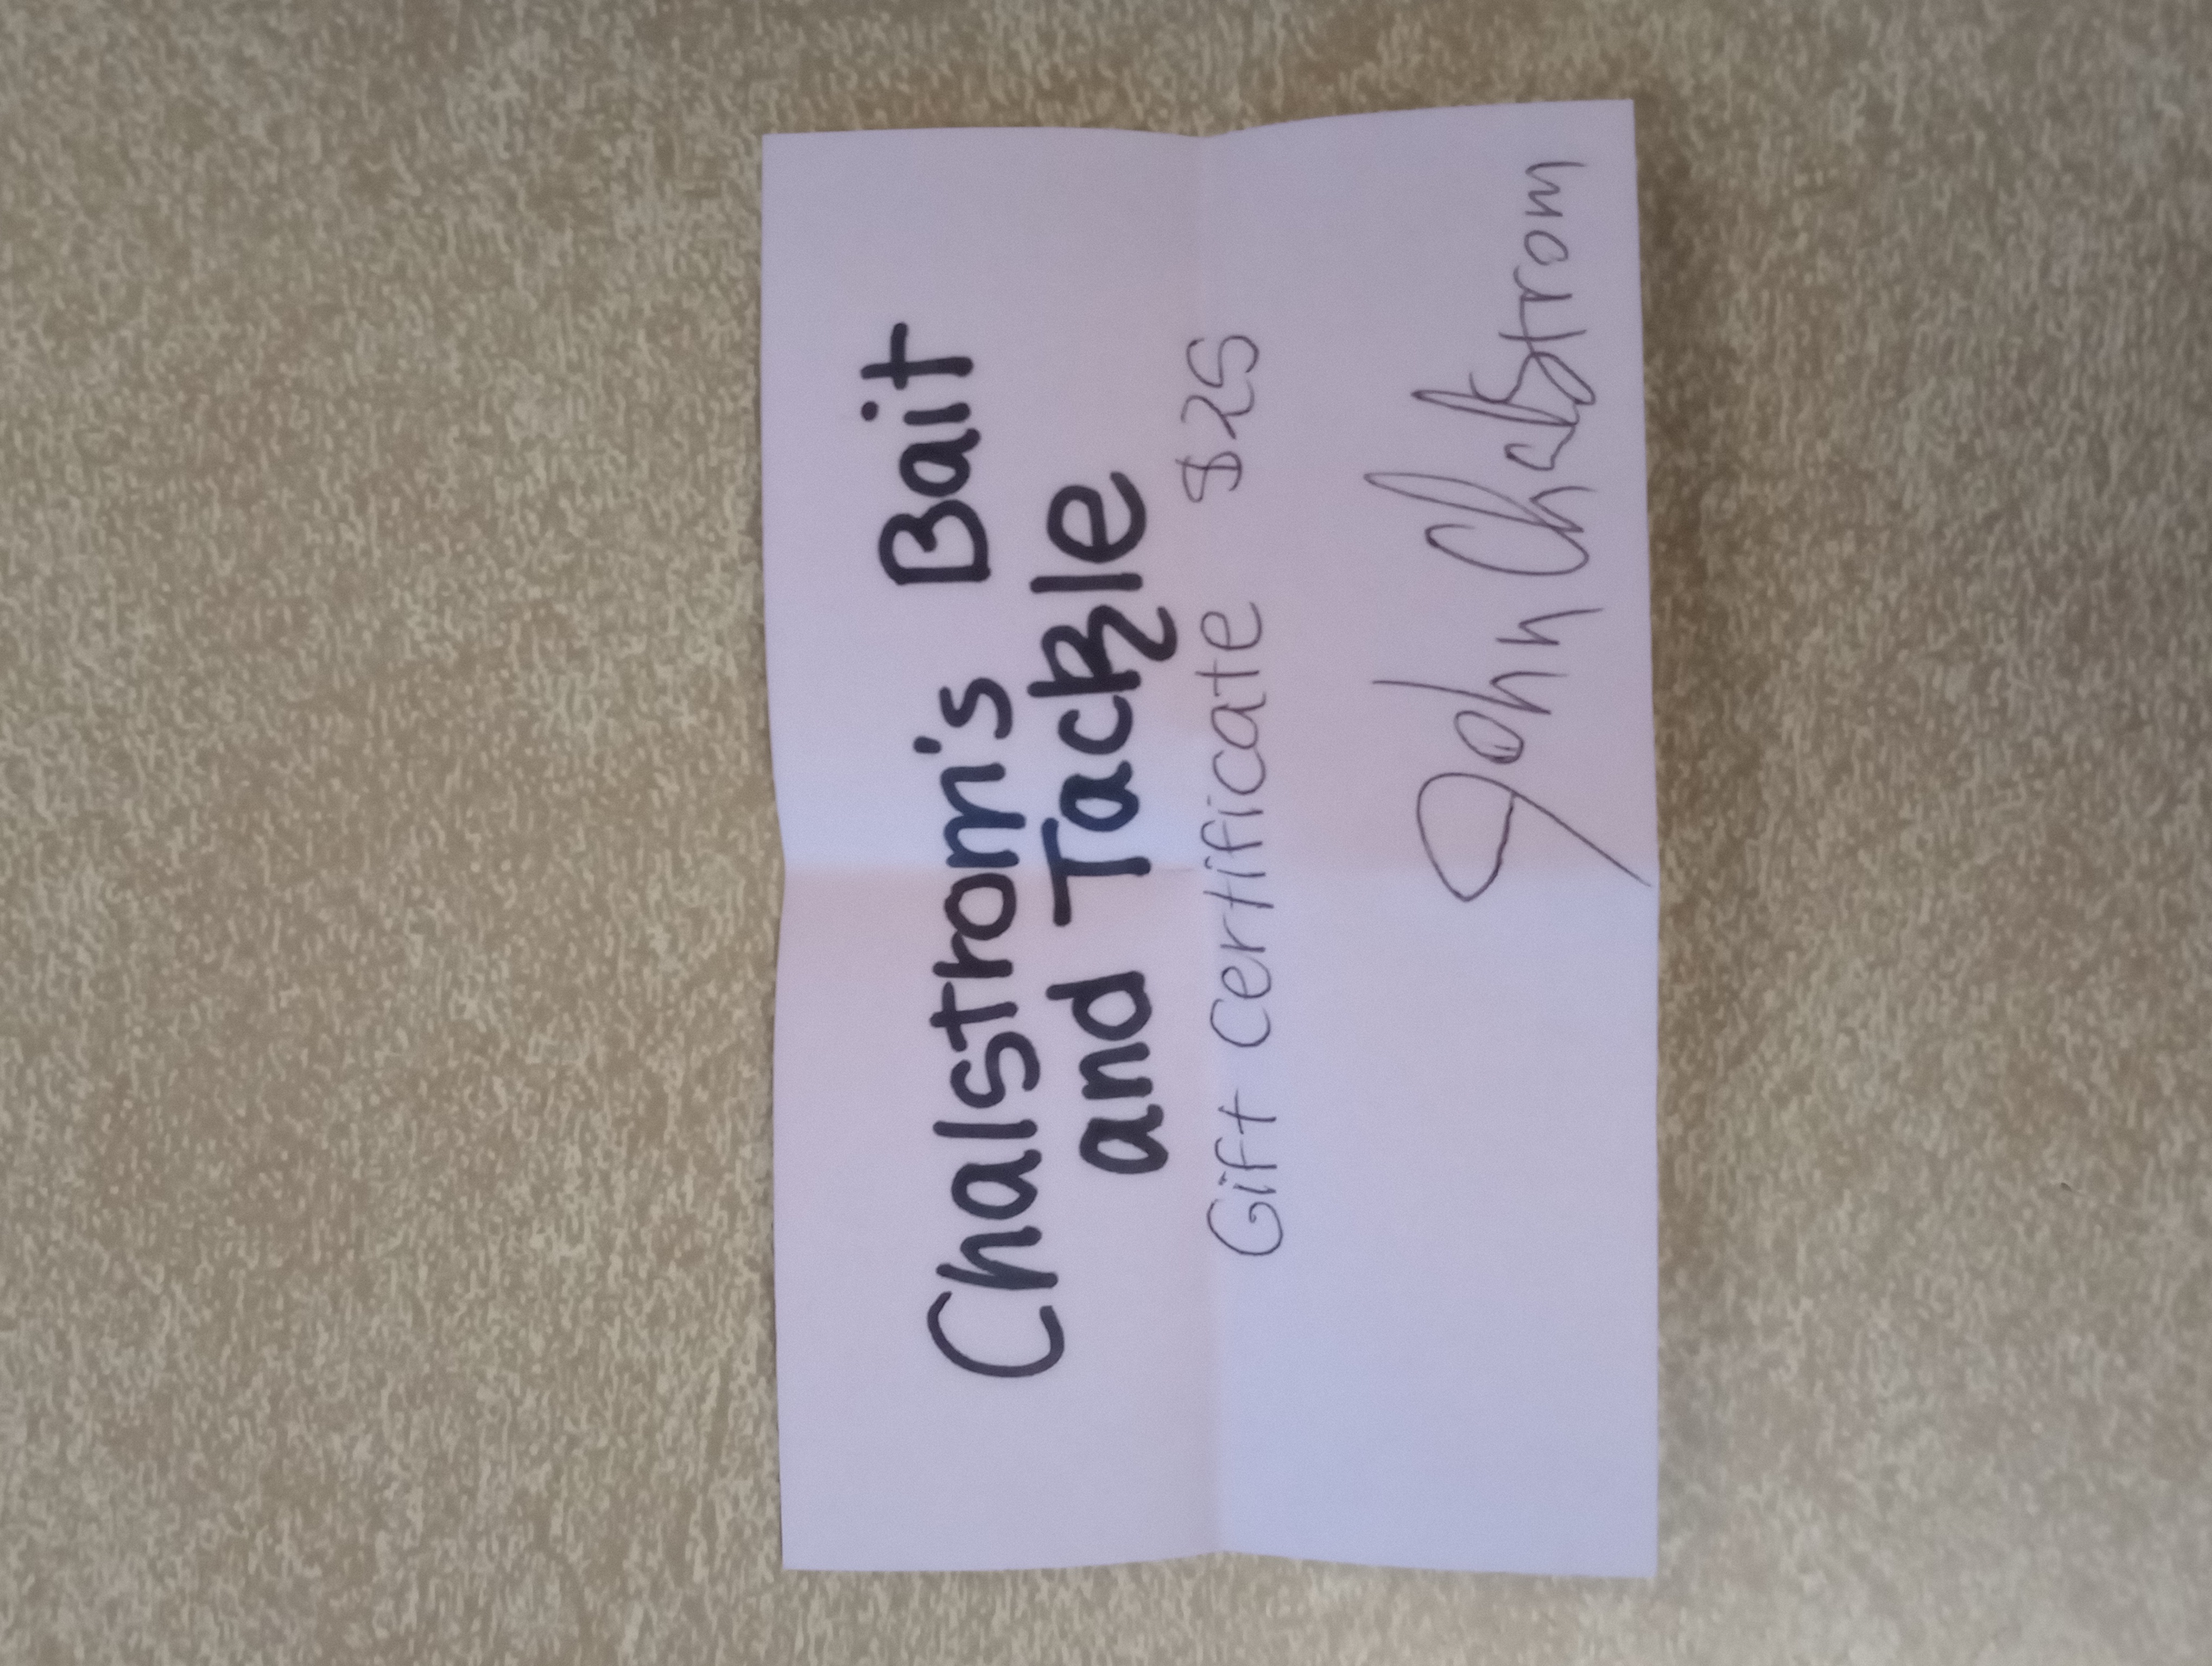 Chalstrom's Bait
and Tackle
Gift certificate $25
John Chalstrom